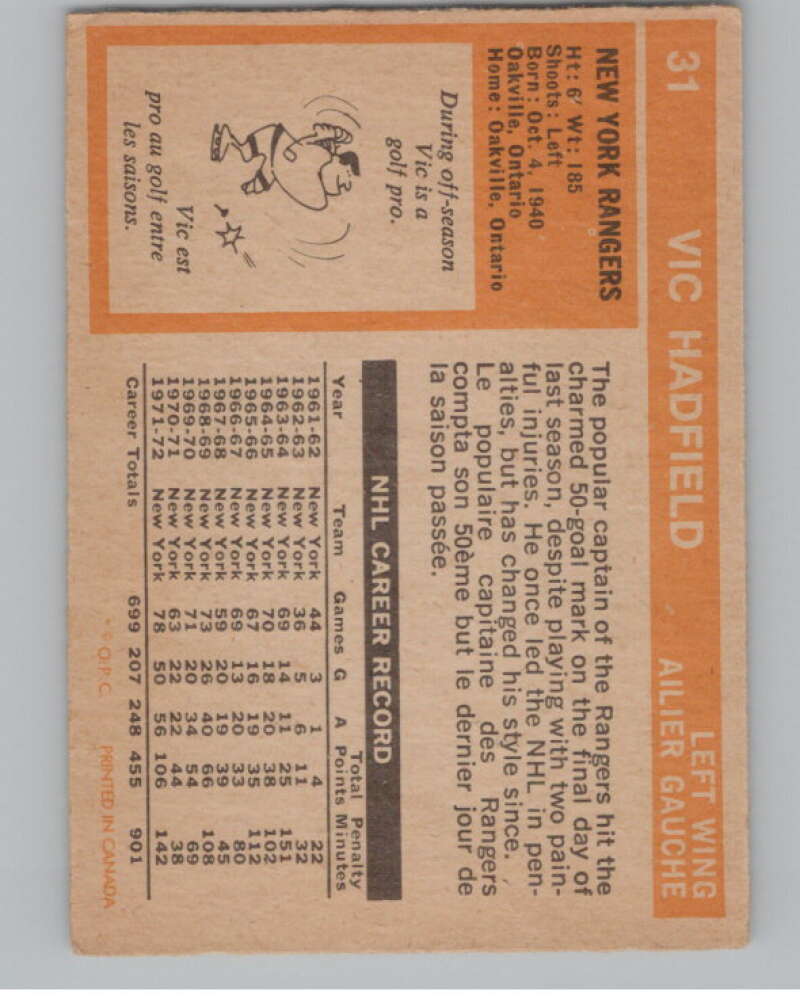 31 VIC HADFIELD LEFT WING
AILIER GAUCHE
NEW YORK RANGERS
Ht: 6' Wt: 185
Shoots: Left
Born: Oct. 4, 1940
Oakville, Ontario
Home: Oakville, Ontario
During off-season
Vic is a
golf pro.
Vic est
pro au golf entre
les saisons.
The popular captain of the Rangers hit the
charmed 50-goal mark on the final day of
last season, despite playing with two pain-
ful injuries. He once led the NHL in pen-
alties, but has changed his style since.
Le populaire capitaine des Rangers
compta son 50ème but le dernier jour de
la saison passée.
NHL CAREER RECORD
Total Penalty
Year Team Games G A Points Minutes
1961-62 New York 44 3 1 4 22
1962-63 New York 36 5 6 11 32
1963-64 New York 69 14 11 25 151
1964-65 New York 70 18 20 38 102
1965-66 New York 67 16 19 35 112
1966-67 New York 69 13 20 33 80
1967-68 New York 59 20 19 39 45
1968-69 New York 73 26 40 66 108
1969-70 New York 71 20 34 54 69
1970-71 New York 63 22 22 44 38
1971-72 New York 78 50 56 106 142
Career Totals 699 207 248 455 901
* © O.P.C. PRINTED IN CANADA